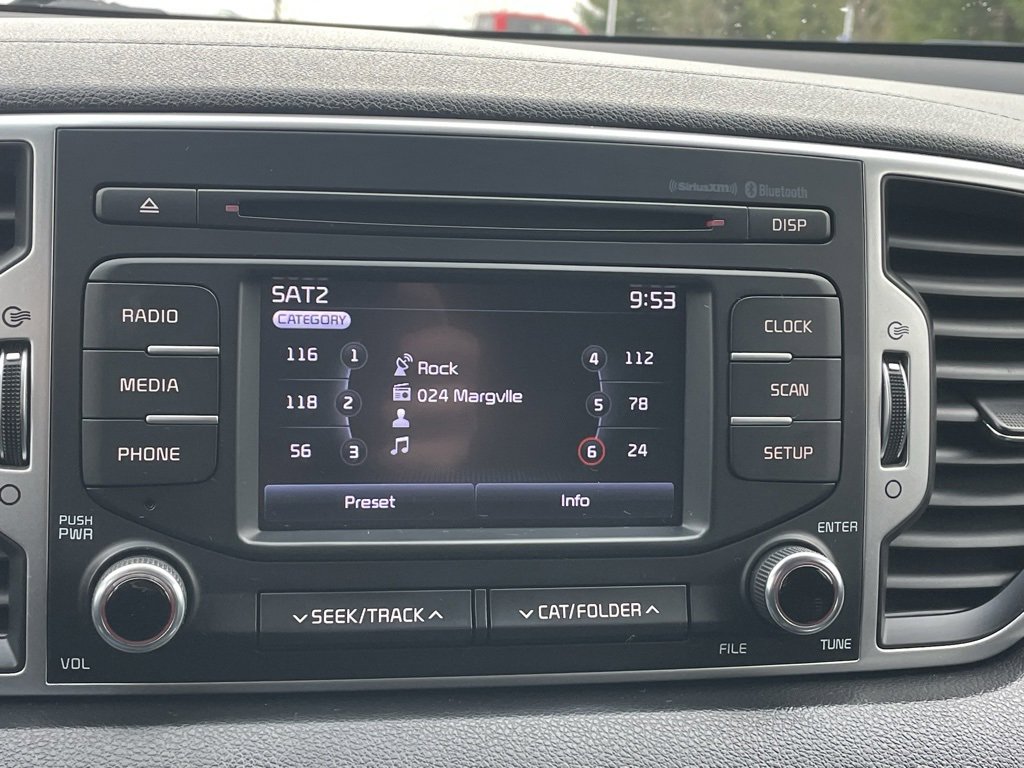 ((SiriusXM)) Bluetooth
DISP
RADIO
MEDIA
PHONE
SAT2
9:53
CATEGORY
116 1
118 2
56 3
Rock
024 Margvlle
4 112
5 78
6 24
Preset
Info
CLOCK
SCAN
SETUP
PUSH
PWR
VOL
SEEK/TRACK
CAT/FOLDER
ENTER
FILE
TUNE